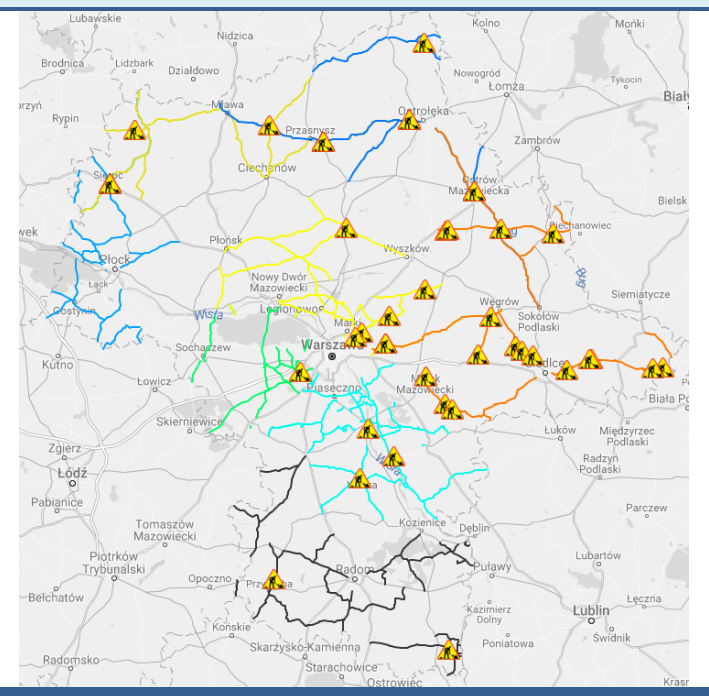 Lubawskie
Kolno
Mońki
Nidzica
Brodnica
Lidzbark
Działdowo
Nowogród
Łomża
Tykocin
Mława
Rypin
Ostrołęka
Przasnysz
Zambrów
Ciechanów
Ostrów
Mazowiecka
Bielsk
Ciechanowiec
Płońsk
Wyszków
Płock
Łąck
Nowy Dwór
Mazowiecki
Bug
Siemiatycze
Gostynin
Wisła
Legionowo
Węgrów
Sokołów
Podlaski
Marki
Sochaczew
Warszawa
Kutno
Łowicz
Piaseczno
Mińsk
Mazowiecki
Biała Po
Skierniewice
Łuków
Międzyrzec
Podlaski
Zgierz
Radzyń
Podlaski
Łódź
Wisła
Pabianice
Parczew
Tomaszów
Mazowiecki
Kozienice
Dęblin
Piotrków
Trybunalski
Lubartów
Opoczno
Radom
Puławy
Bełchatów
Łęczna
Kazimierz
Dolny
Lublin
Końskie
Świdnik
Skarżysko-Kamienna
Poniatowa
Radomsko
Starachowice
Ostrowiec
Krasr